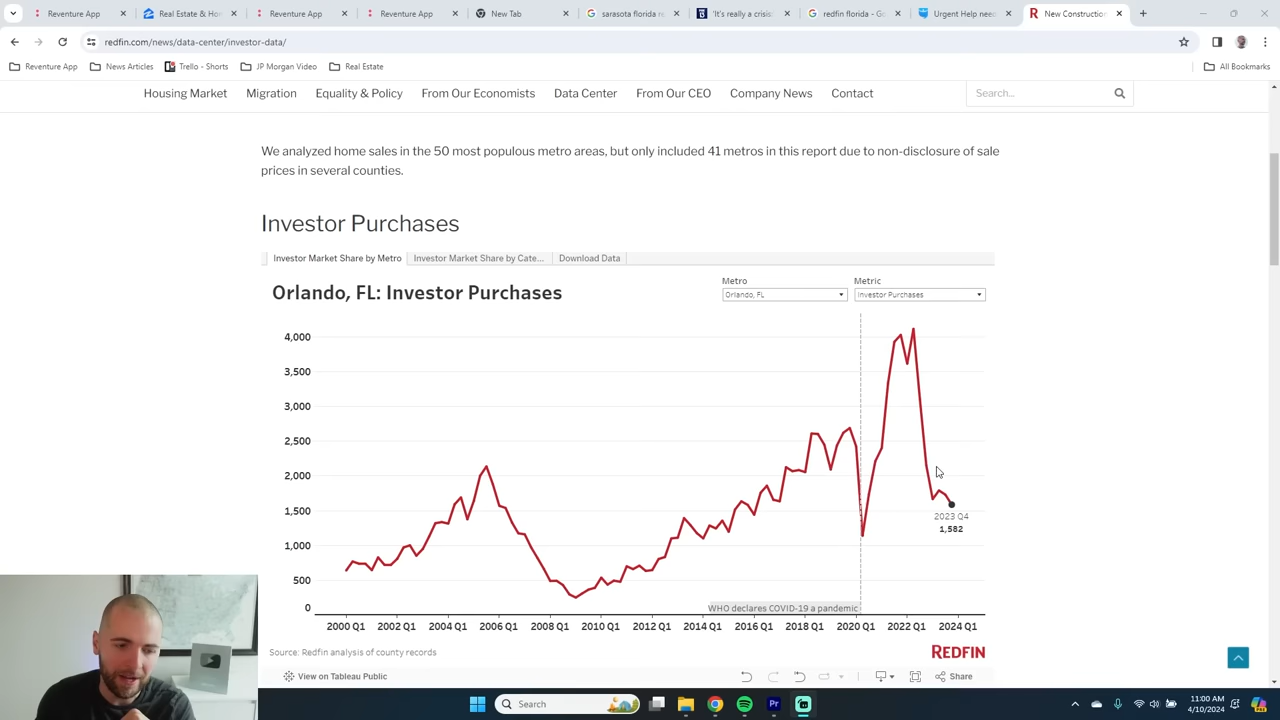 Reventure App
Real Estate & Hom
Reventure App
Reventure App
New Tab
sarasota florida re
'It's really a crisis
redfin florida - Go
Urgent Help need
New Construction
redfin.com/news/data-center/investor-data/
Reventure App
News Articles
Trello - Shorts
JP Morgan Video
Real Estate
All Bookmarks
Housing Market
Migration
Equality & Policy
From Our Economists
Data Center
From Our CEO
Company News
Contact
Search...
We analyzed home sales in the 50 most populous metro areas, but only included 41 metros in this report due to non-disclosure of sale
prices in several counties.
Investor Purchases
Investor Market Share by Metro
Investor Market Share by Cate...
Download Data
Orlando, FL: Investor Purchases
Metro
Orlando, FL
Metric
Investor Purchases
4,000
3,500
3,000
2,500
2,000
1,500
1,000
500
0
2023 Q4
1,582
WHO declares COVID-19 a pandemic
2000 Q1
2002 Q1
2004 Q1
2006 Q1
2008 Q1
2010 Q1
2012 Q1
2014 Q1
2016 Q1
2018 Q1
2020 Q1
2022 Q1
2024 Q1
Source: Redfin analysis of county records
REDFIN
View on Tableau Public
Share
Search
11:00 AM
4/10/2024